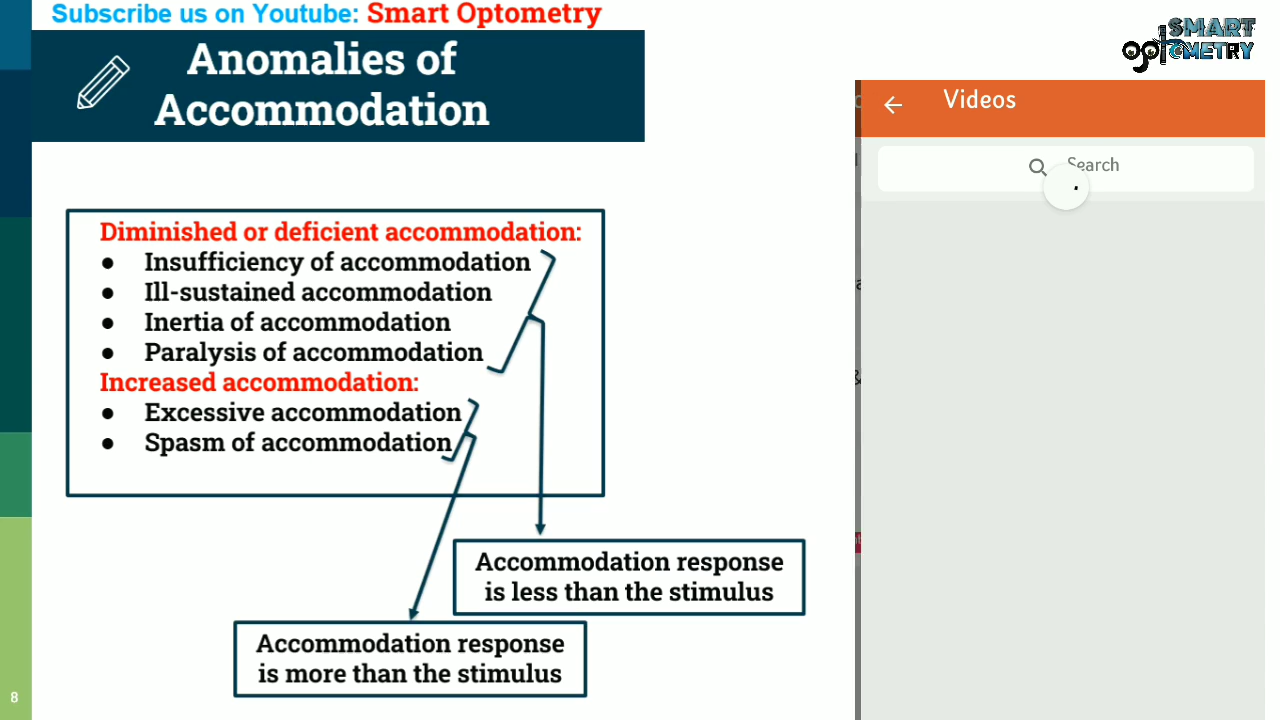 Subscribe us on Youtube: Smart Optometry
Anomalies of
Accommodation
Diminished or deficient accommodation:
● Insufficiency of accommodation
● Ill-sustained accommodation
● Inertia of accommodation
● Paralysis of accommodation
Increased accommodation:
● Excessive accommodation
● Spasm of accommodation
Accommodation response
is less than the stimulus
Accommodation response
is more than the stimulus
8
SMART
OPTOMETRY
Videos
Search